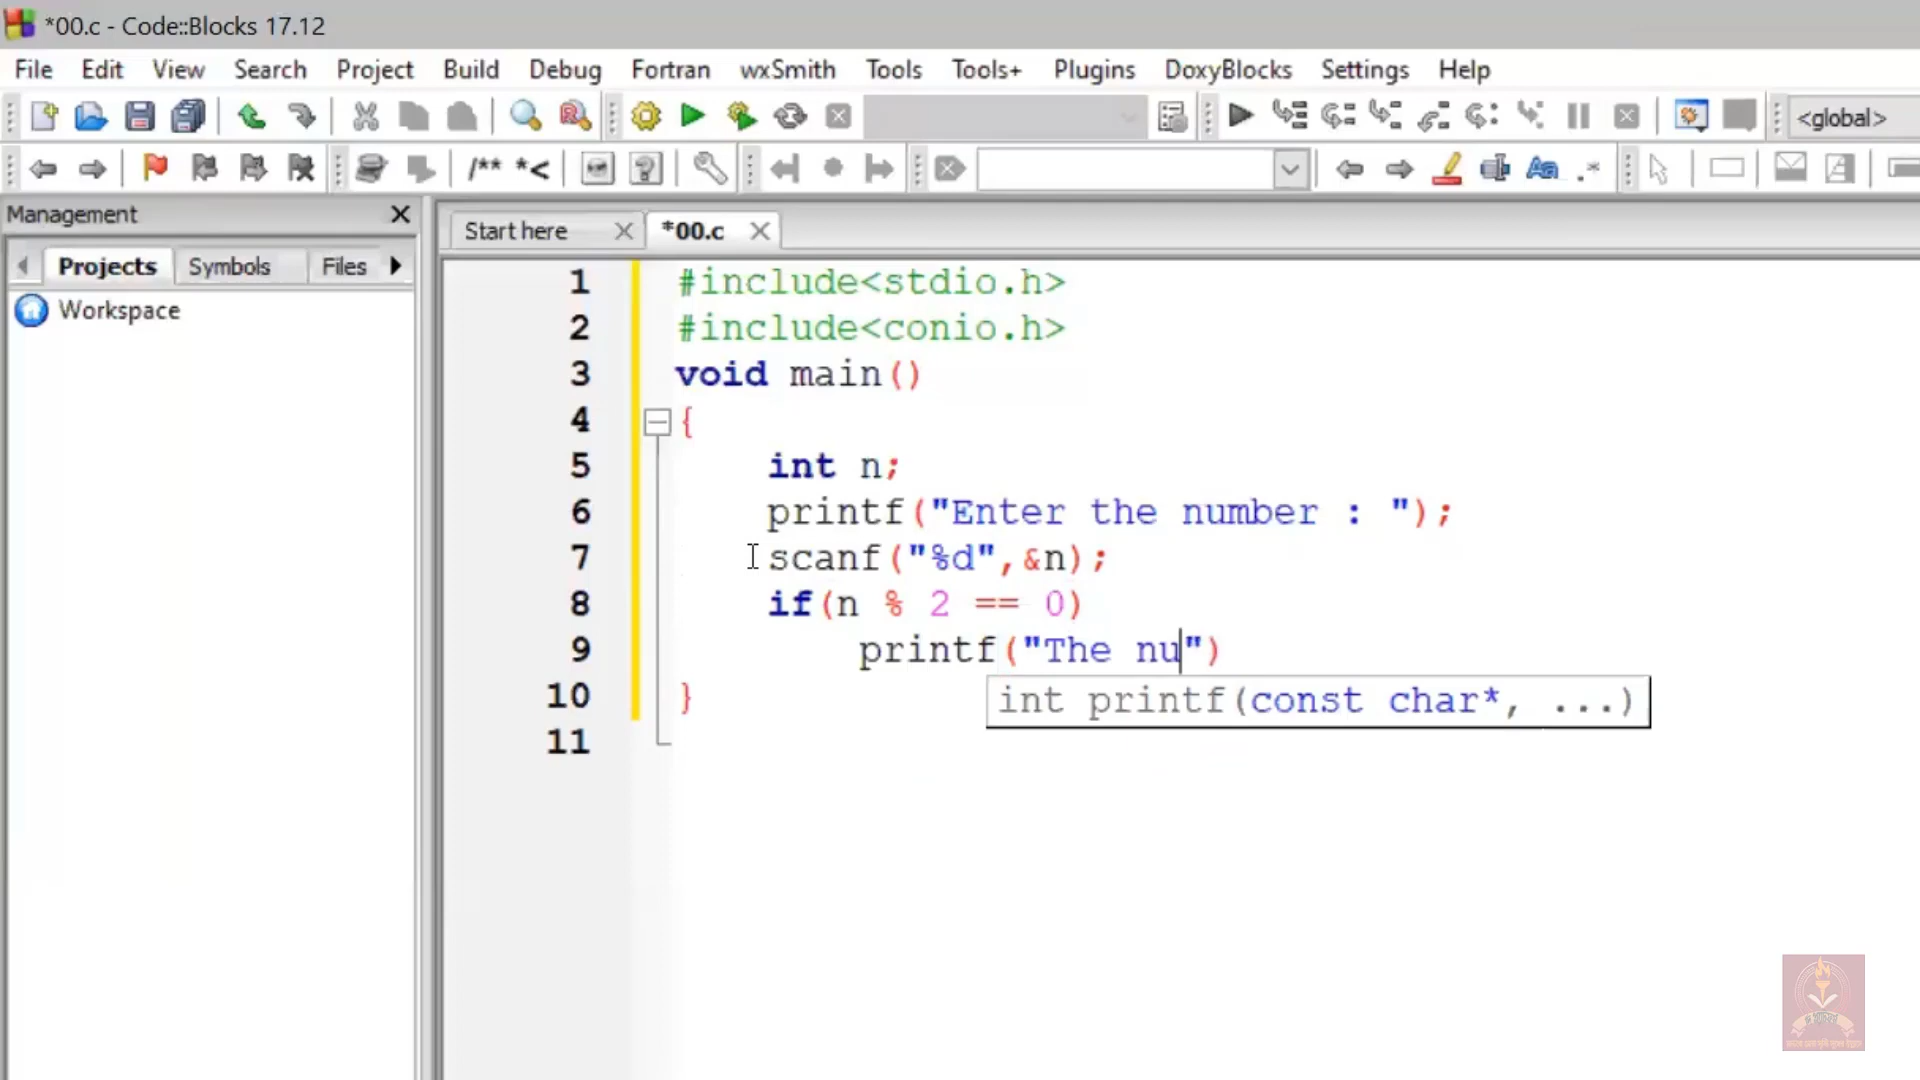 *00.c - Code::Blocks 17.12
File Edit View Search Project Build Debug Fortran wxSmith Tools Tools+ Plugins DoxyBlocks Settings Help
<global>
/** *<
Aa .*
Management
Start here *00.c
Projects Symbols Files
Workspace
1 #include<stdio.h>
2 #include<conio.h>
3 void main()
4 {
5 int n;
6 printf("Enter the number : ");
7 scanf("%d",&n);
8 if(n % 2 == 0)
9 printf("The nu")
10 }
int printf(const char*, ...)
11